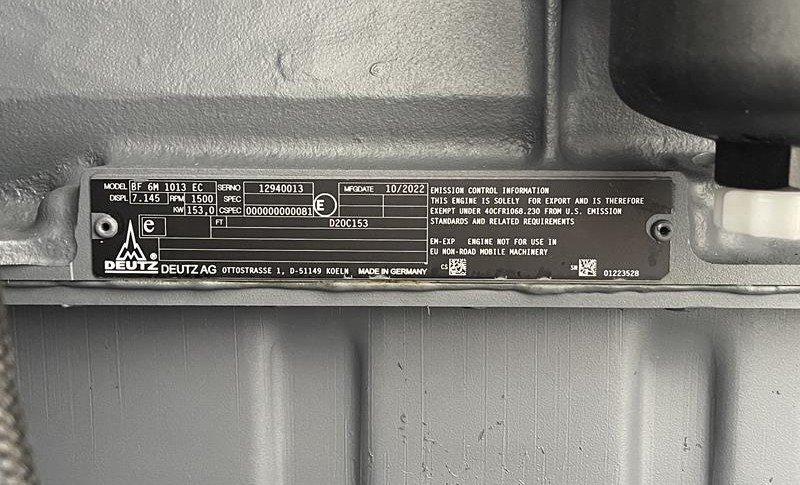 MODEL BF 6M 1013 EC SERNO 12940013 MFGDATE 10/2022
DISPL 7.145 RPM 1500 SPEC
KW 153,0 CSPEC 000000000081 E
e FT D20C153
DEUTZ DEUTZ AG OTTOSTRASSE 1, D-51149 KOELN MADE IN GERMANY
EMISSION CONTROL INFORMATION
THIS ENGINE IS SOLELY FOR EXPORT AND IS THEREFORE
EXEMPT UNDER 40CFR1068.230 FROM U.S. EMISSION
STANDARDS AND RELATED REQUIREMENTS
EM-EXP ENGINE NOT FOR USE IN
EU NON-ROAD MOBILE MACHINERY
CS SN 01223528